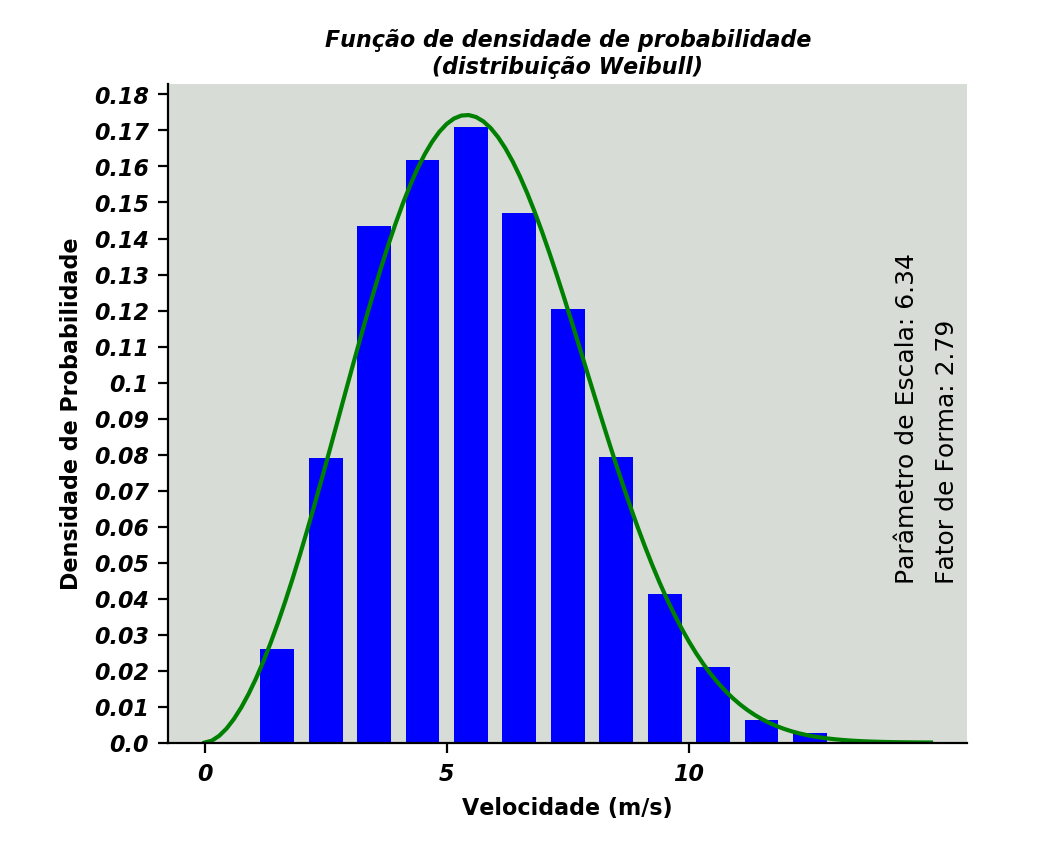 Função de densidade de probabilidade
(distribuição Weibull)
Densidade de Probabilidade
0.18
0.17
0.16
0.15
0.14
0.13
0.12
0.11
0.1
0.09
0.08
0.07
0.06
0.05
0.04
0.03
0.02
0.01
0.0
Parâmetro de Escala: 6.34
Fator de Forma: 2.79
0 5 10
Velocidade (m/s)